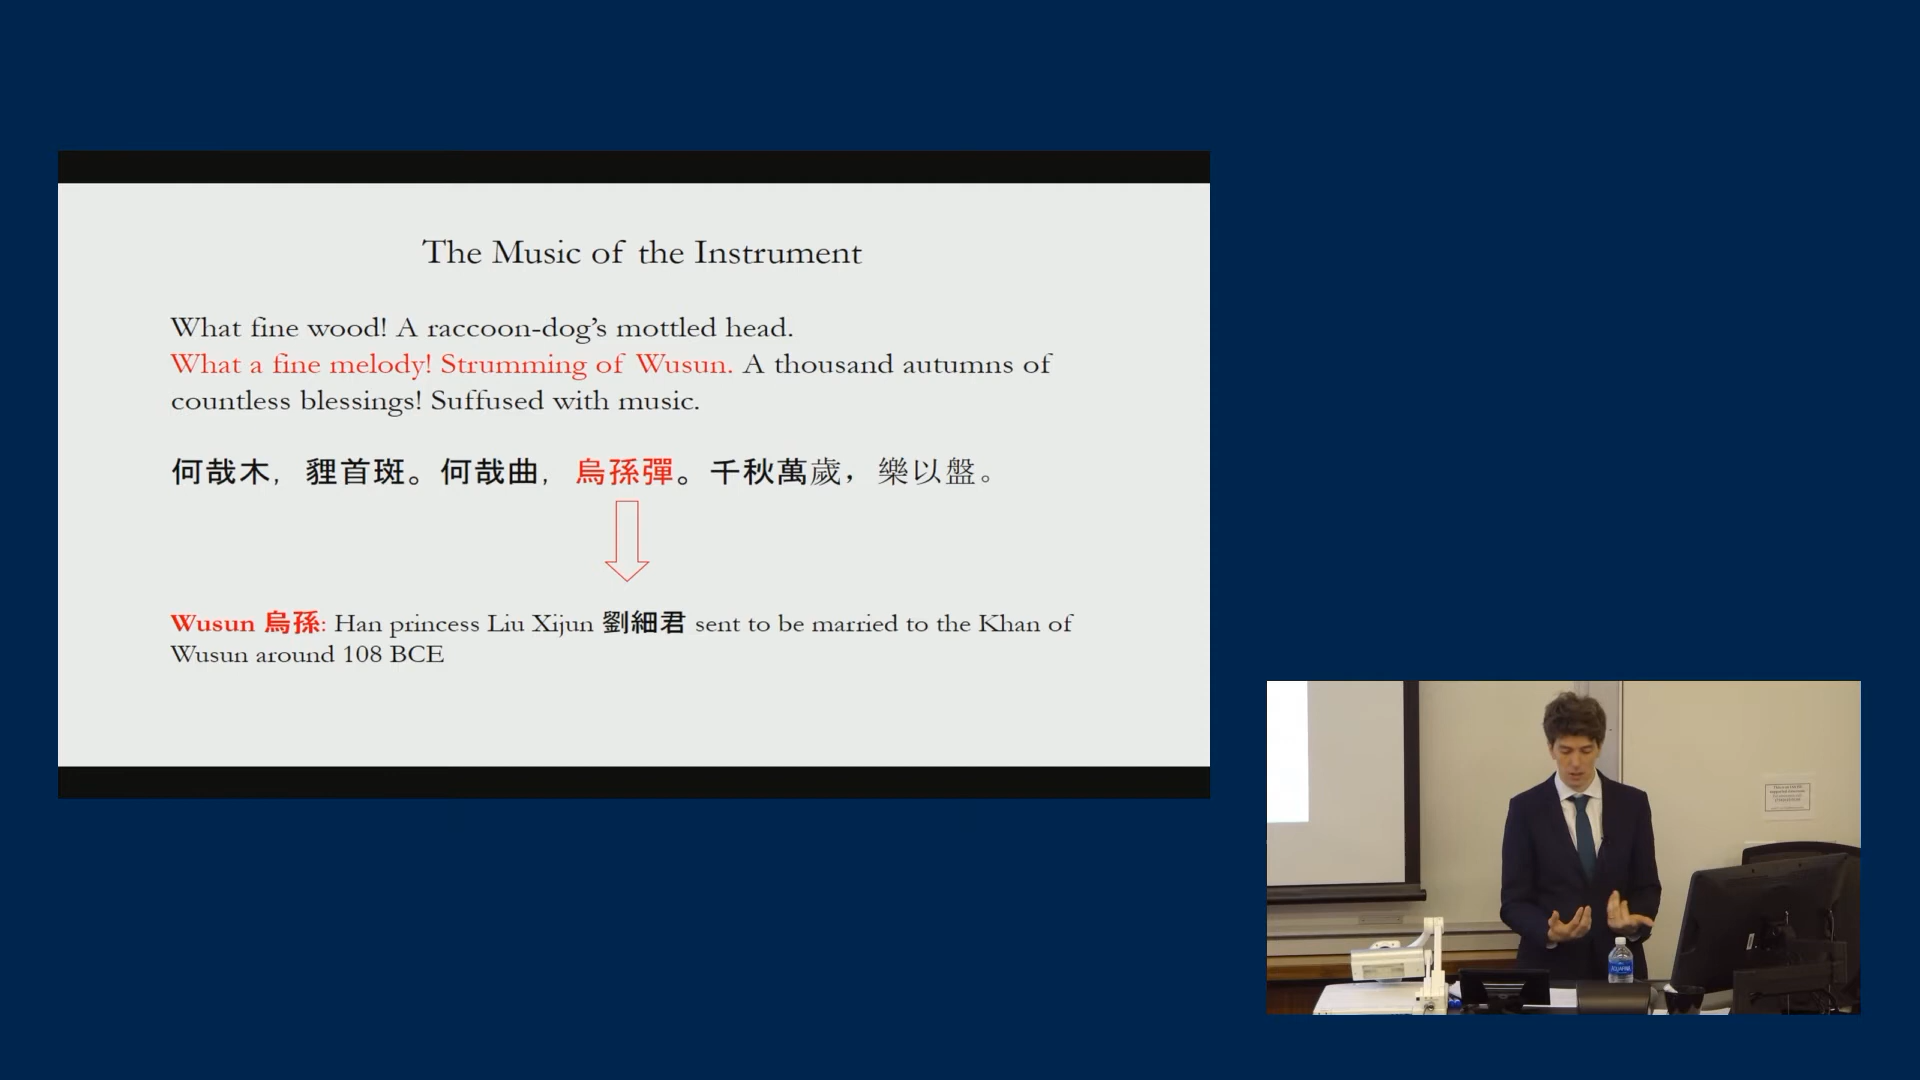 The Music of the Instrument
What fine wood! A raccoon-dog’s mottled head.
What a fine melody! Strumming of Wusun. A thousand autumns of
countless blessings! Suffused with music.
何哉木，貍首斑。何哉曲，烏孫彈。千秋萬歲，樂以盤。
Wusun 烏孫: Han princess Liu Xijun 劉細君 sent to be married to the Khan of
Wusun around 108 BCE